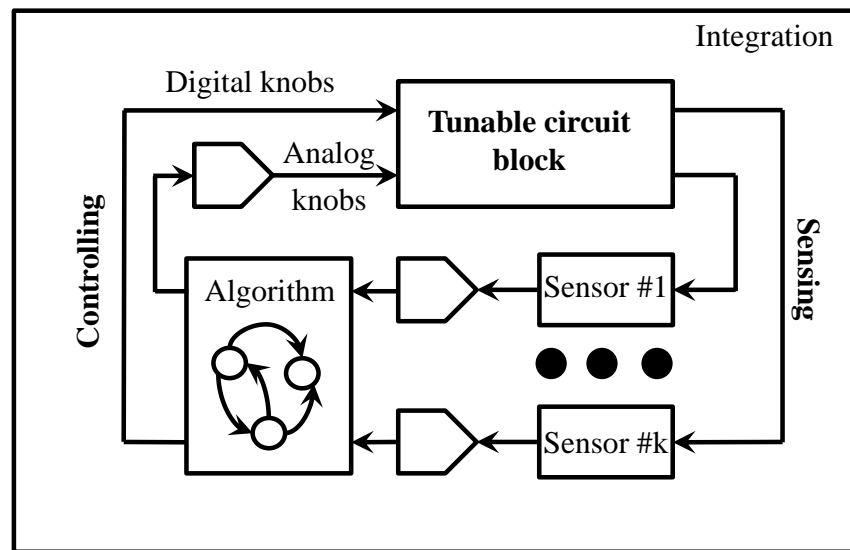 Integration
Digital knobs
Tunable circuit
block
Analog
knobs
Controlling
Sensing
Algorithm
Sensor #1
Sensor #k